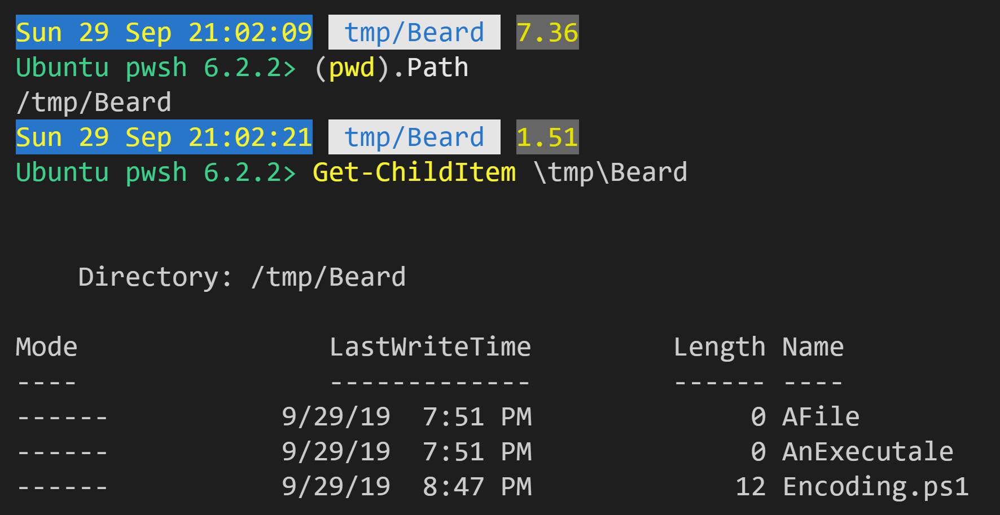 Sun 29 Sep 21:02:09 tmp/Beard 7.36
Ubuntu pwsh 6.2.2> (pwd).Path
/tmp/Beard
Sun 29 Sep 21:02:21 tmp/Beard 1.51
Ubuntu pwsh 6.2.2> Get-ChildItem \tmp\Beard
Directory: /tmp/Beard
Mode LastWriteTime Length Name
---- ------------- ------ ----
------ 9/29/19 7:51 PM 0 AFile
------ 9/29/19 7:51 PM 0 AnExecutale
------ 9/29/19 8:47 PM 12 Encoding.ps1